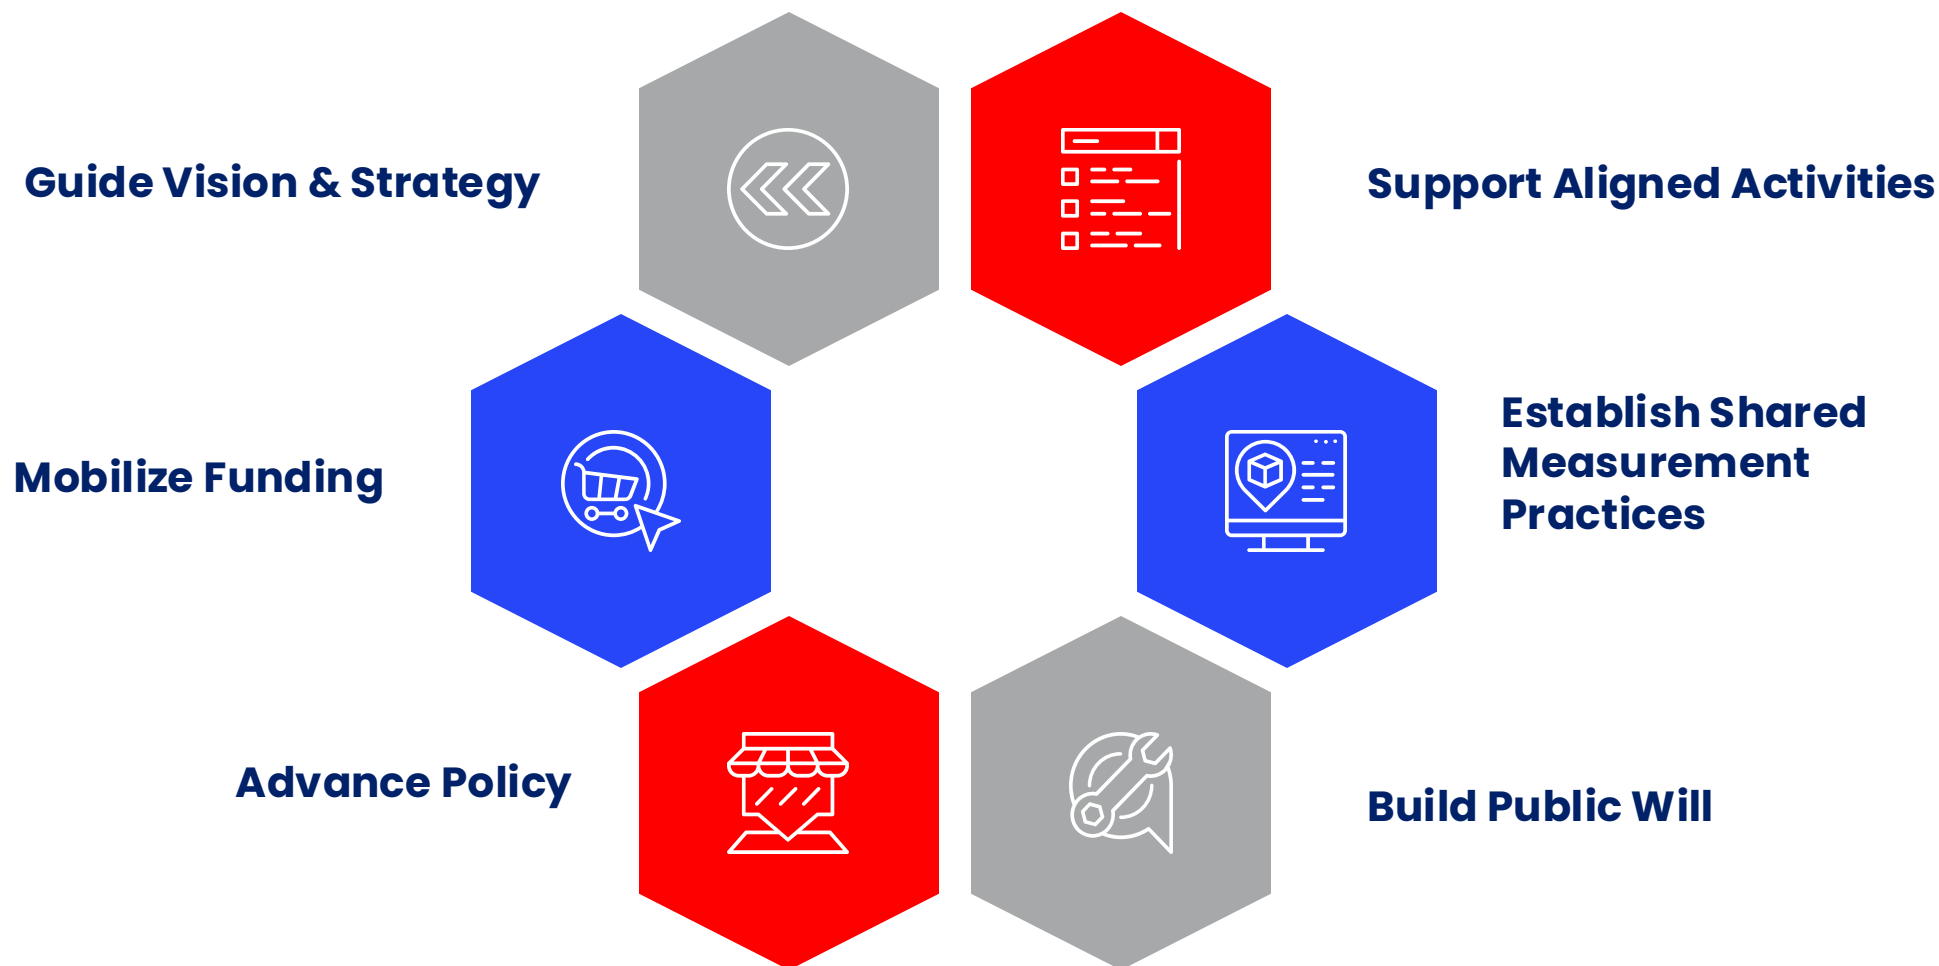 Guide Vision & Strategy
Support Aligned Activities
Establish Shared
Measurement
Practices
Mobilize Funding
Advance Policy
Build Public Will